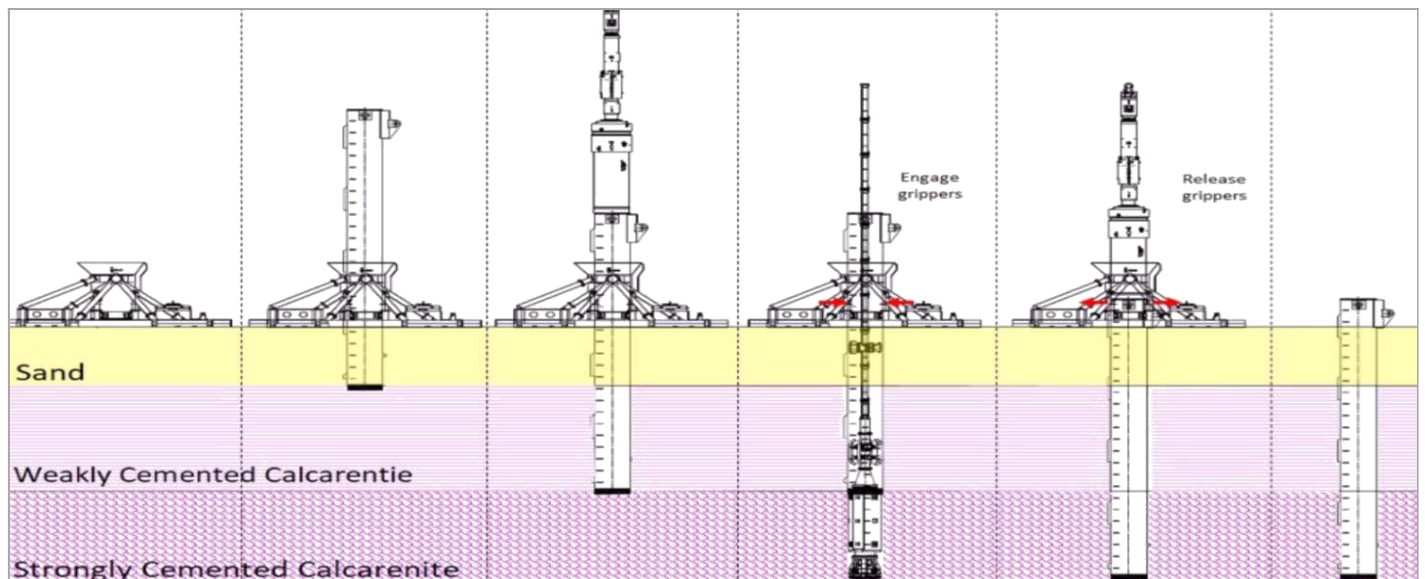 Engage
grippers
Release
grippers
Sand
Weakly Cemented Calcarentie
Strongly Cemented Calcarenite